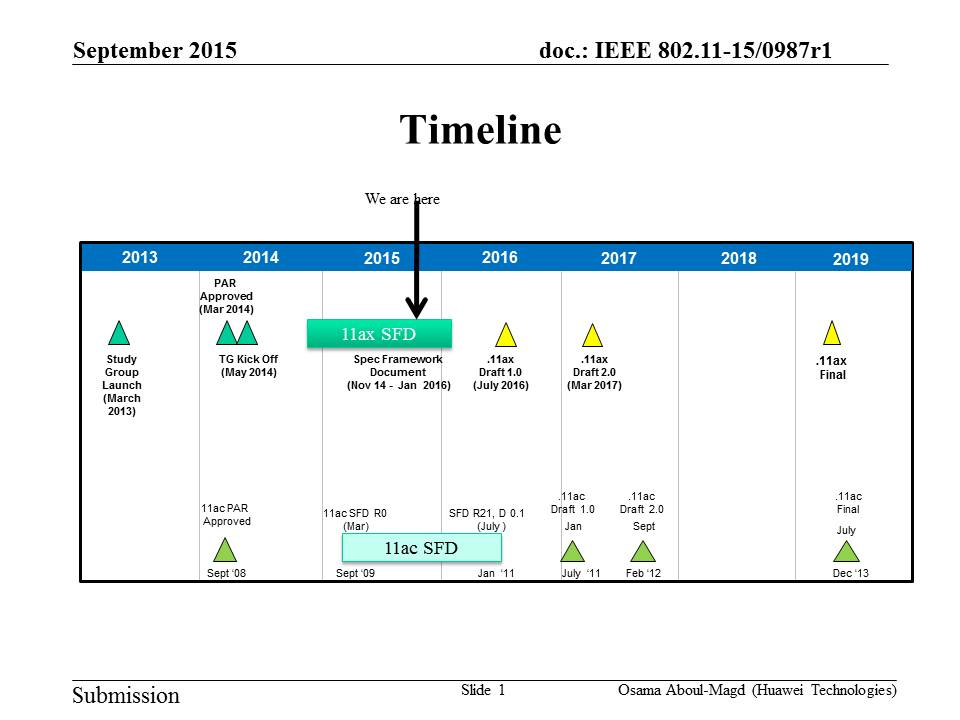 September 2015 doc.: IEEE 802.11-15/0987r1
Timeline
We are here
2013 2014 2015 2016 2017 2018 2019
PAR
Approved
(Mar 2014)
11ax SFD
Study
Group
Launch
(March
2013)
TG Kick Off
(May 2014)
Spec Framework
Document
(Nov 14 - Jan 2016)
.11ax
Draft 1.0
(July 2016)
.11ax
Draft 2.0
(Mar 2017)
.11ax
Final
11ac PAR
Approved
11ac SFD R0
(Mar)
SFD R21, D 0.1
(July )
.11ac
Draft 1.0
Jan
.11ac
Draft 2.0
Sept
.11ac
Final
July
11ac SFD
Sept ‘08 Sept ‘09 Jan ‘11 July ‘11 Feb ‘12 Dec ‘13
Submission Slide 1 Osama Aboul-Magd (Huawei Technologies)